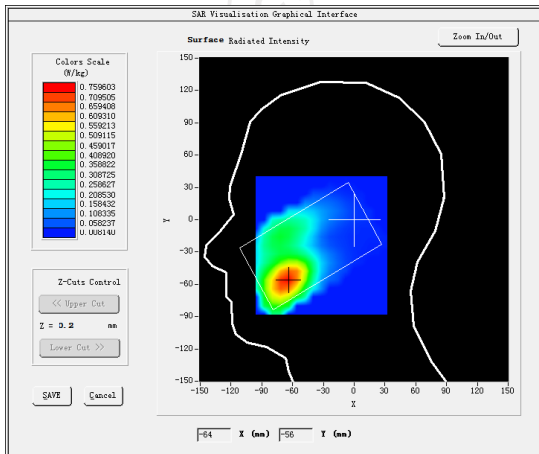 SAR Visualisation Graphical Interface
Surface Radiated Intensity
Zoom In/Out
Colors Scale
(W/kg)
0.759603
0.709505
0.659408
0.609310
0.559213
0.509115
0.459017
0.408920
0.358822
0.308725
0.258627
0.208530
0.158432
0.108335
0.058237
0.008140
Z-Cuts Control
<< Upper Cut
Z = 0.2 mm
Lower Cut >>
SAVE Cancel
150
120
90
60
30
0
-30
-60
-90
-120
-150
Y
-150 -120 -90 -60 -30 0 30 60 90 120 150
X
-64 X (mm) -56 Y (mm)